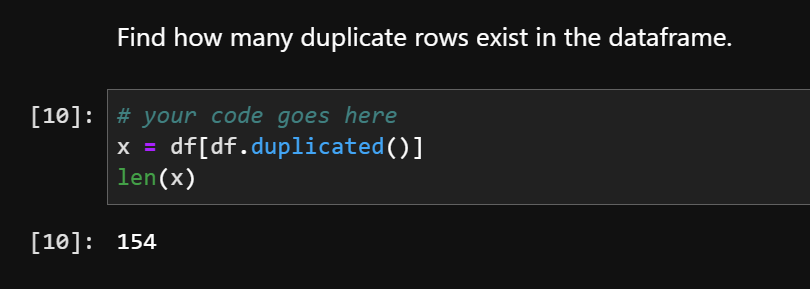 Find how many duplicate rows exist in the dataframe.
[10]: # your code goes here
x = df[df.duplicated()]
len(x)
[10]: 154